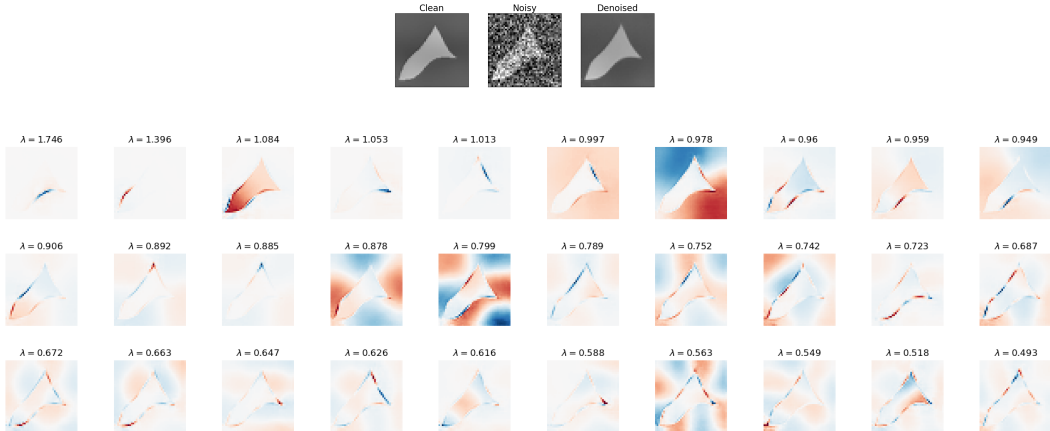 Clean Noisy Denoised
λ = 1.746 λ = 1.396 λ = 1.084 λ = 1.053 λ = 1.013 λ = 0.997 λ = 0.978 λ = 0.96 λ = 0.959 λ = 0.949
λ = 0.906 λ = 0.892 λ = 0.885 λ = 0.878 λ = 0.799 λ = 0.789 λ = 0.752 λ = 0.742 λ = 0.723 λ = 0.687
λ = 0.672 λ = 0.663 λ = 0.647 λ = 0.626 λ = 0.616 λ = 0.588 λ = 0.563 λ = 0.549 λ = 0.518 λ = 0.493